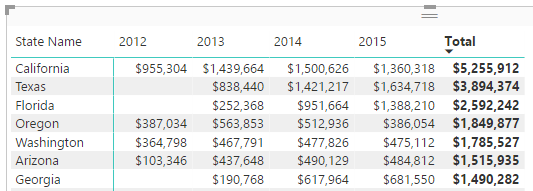 State Name 2012 2013 2014 2015 Total
California $955,304 $1,439,664 $1,500,626 $1,360,318 $5,255,912
Texas $838,440 $1,421,217 $1,634,718 $3,894,374
Florida $252,368 $951,664 $1,388,210 $2,592,242
Oregon $387,034 $563,853 $512,936 $386,054 $1,849,877
Washington $364,798 $467,791 $477,826 $475,112 $1,785,527
Arizona $103,346 $437,648 $490,129 $484,812 $1,515,935
Georgia $190,768 $617,964 $681,550 $1,490,282